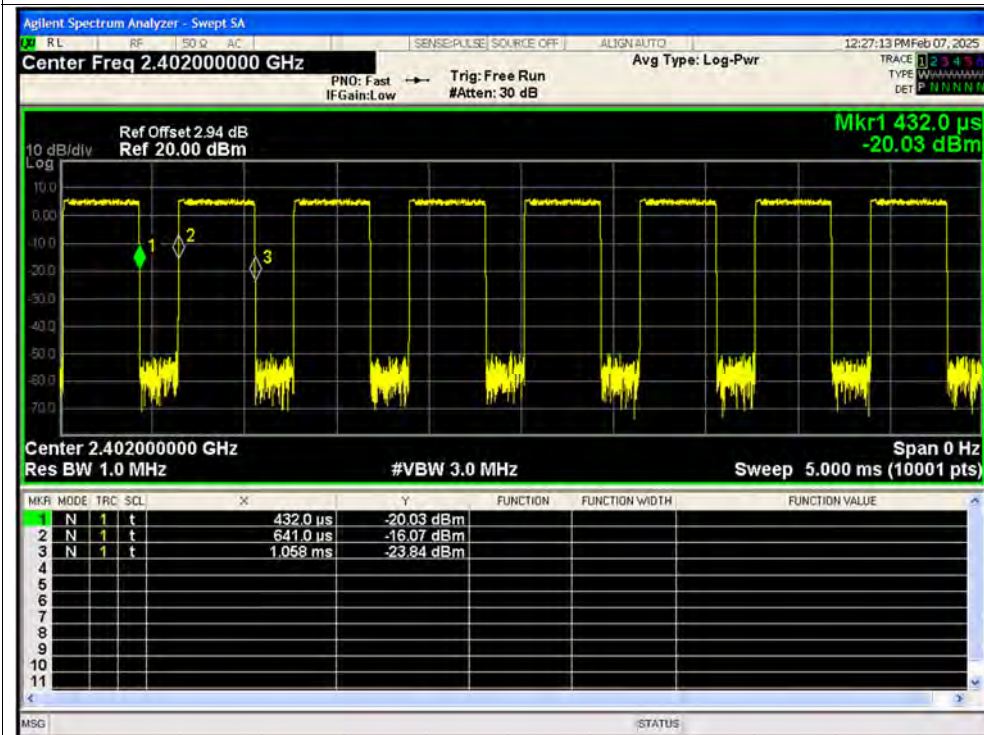 Agilent Spectrum Analyzer - Swept SA
RL RF 50 Ω AC SENSE:PULSE SOURCE OFF ALIGN AUTO 12:27:13 PM Feb 07, 2025
Center Freq 2.402000000 GHz
PNO: Fast
IFGain:Low
Trig: Free Run
#Atten: 30 dB
Avg Type: Log-Pwr
TRACE 1 2 3 4 5 6
TYPE W
DET P N N N N N
Mkr1 432.0 µs
-20.03 dBm
Ref Offset 2.94 dB
10 dB/div Ref 20.00 dBm
Log
10.0
0.00
-10.0
-20.0
-30.0
-40.0
-50.0
-60.0
-70.0
1
2
3
Center 2.402000000 GHz Span 0 Hz
Res BW 1.0 MHz #VBW 3.0 MHz Sweep 5.000 ms (10001 pts)
MKR MODE TRC SCL X Y FUNCTION FUNCTION WIDTH FUNCTION VALUE
1 N 1 t 432.0 µs -20.03 dBm
2 N 1 t 641.0 µs -16.07 dBm
3 N 1 t 1.058 ms -23.84 dBm
4
5
6
7
8
9
10
11
MSG STATUS